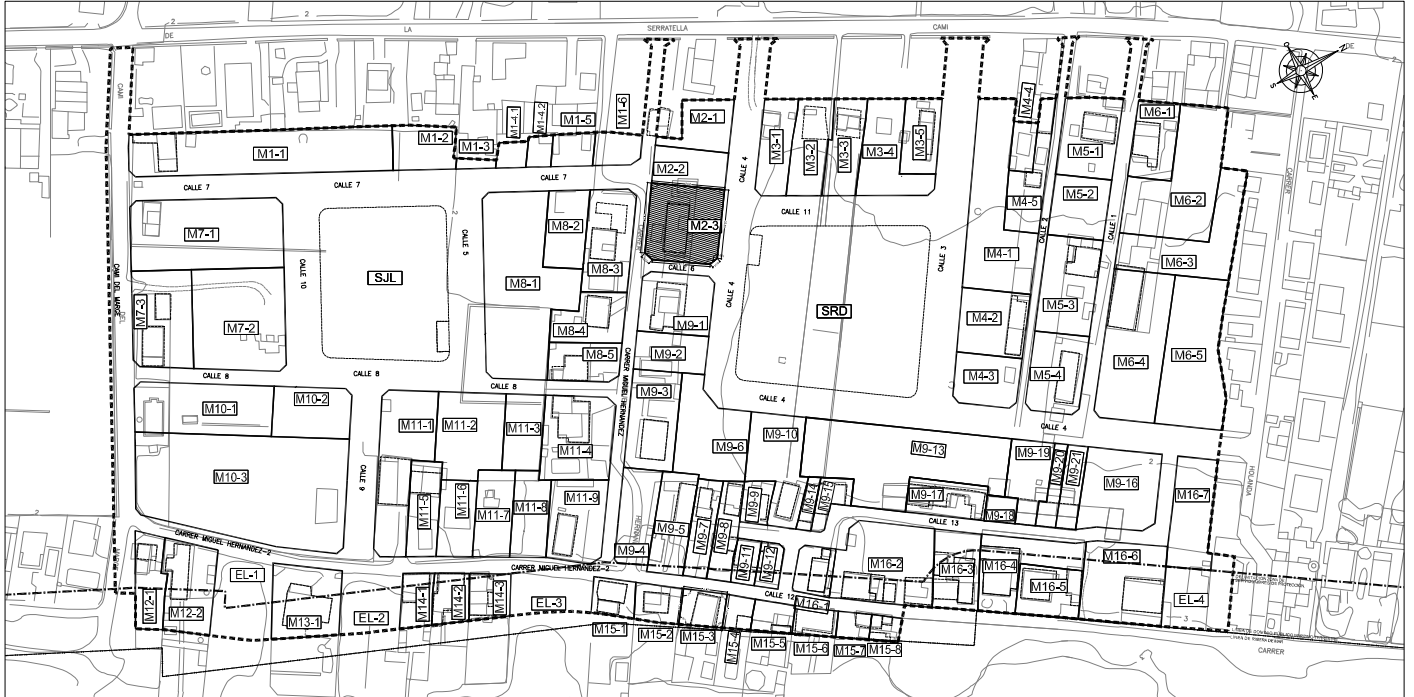 2
2
DE
LA
SERRATELLA
CAMI
DE
2
O
N
S
E
CAMI
DEL
CAMI DEL MARGE
M1-1
M1-2
M1-3
M1-4.1
M1-4.2
M1-5
M1-6
M2-1
M2-2
M2-3
M3-1
M3-2
M3-3
M3-4
M3-5
M4-4
M4-5
M5-1
M5-2
M6-1
M6-2
M6-3
CARRER
CALLE 7
CALLE 7
CALLE 7
CALLE 4
CALLE 11
CALLE 2
CALLE 1
M7-1
CALLE 10
SJL
2
CALLE 5
M8-1
M8-2
M8-3
M8-4
M8-5
CALLE 6
CALLE 4
SRD
CALLE 3
M4-1
M4-2
M4-3
M5-3
M5-4
M6-4
M6-5
M7-3
M7-2
M9-1
M9-2
M9-3
CARRER MIGUEL HERNANDEZ
CALLE 8
CALLE 8
CALLE 8
CALLE 4
CALLE 4
M10-1
M10-2
M10-3
CALLE 9
M11-1
M11-2
M11-3
M11-4
M11-5
M11-6
M11-7
M11-8
M11-9
M9-6
M9-10
M9-13
M9-19
M9-20
M9-21
M9-16
2
M16-7
HOLANDA
M9-5
M9-7
M9-8
M9-9
M9-14
M9-15
M9-17
M9-18
CALLE 13
M9-4
M9-11
M9-12
HERNAN
CARRER MIGUEL HERNANDEZ-2
CARRER MIGUEL HERNANDEZ-2
CALLE 12
M16-1
M16-2
M16-3
M16-4
M16-5
M16-6
EL-4
2
M12-1
M12-2
EL-1
M13-1
EL-2
M14-1
M14-2
M14-3
EL-3
M15-1
M15-2
M15-3
M15-4
M15-5
M15-6
M15-7
M15-8
3
CARRER